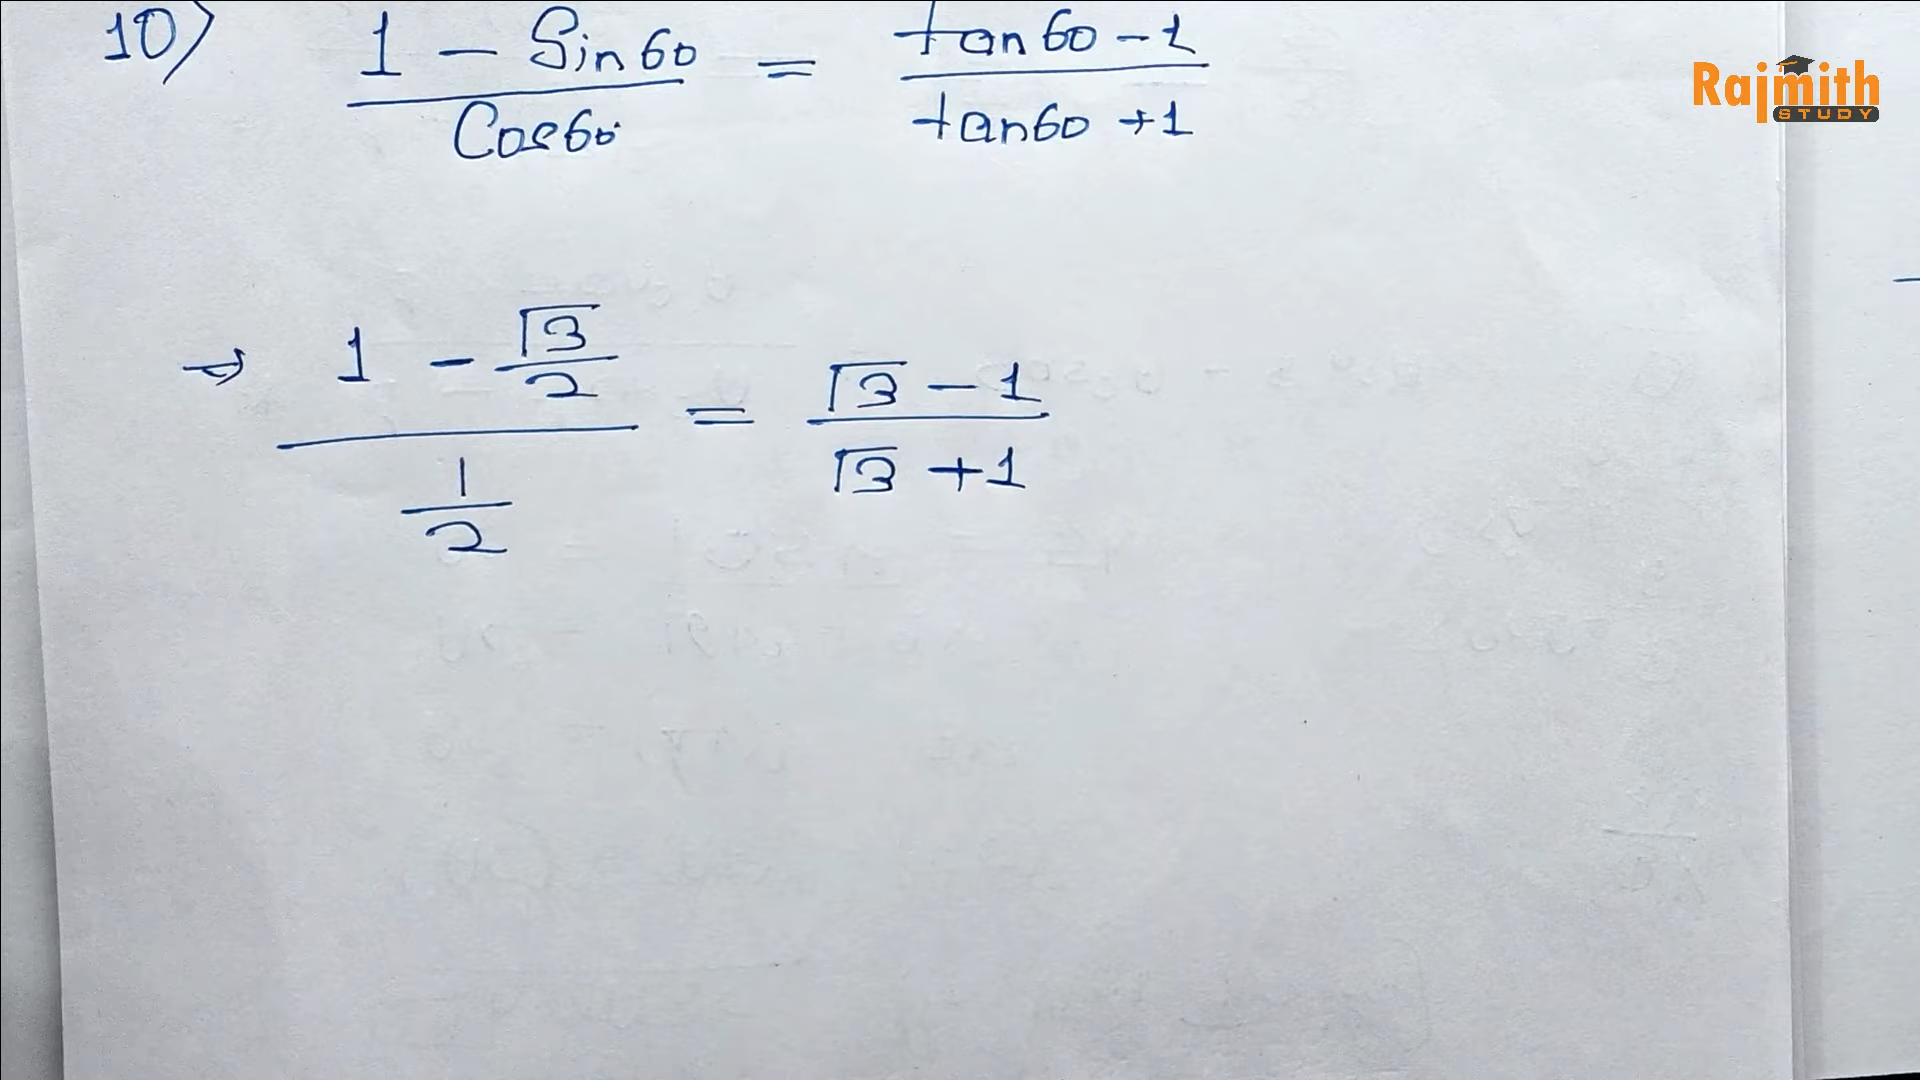 10) (1 - Sin60)/Cos60 = (tan60 - 1)/(tan60 + 1)
Rajmith
STUDY
⇒ (1 - √3/2)/(1/2) = (√3 - 1)/(√3 + 1)